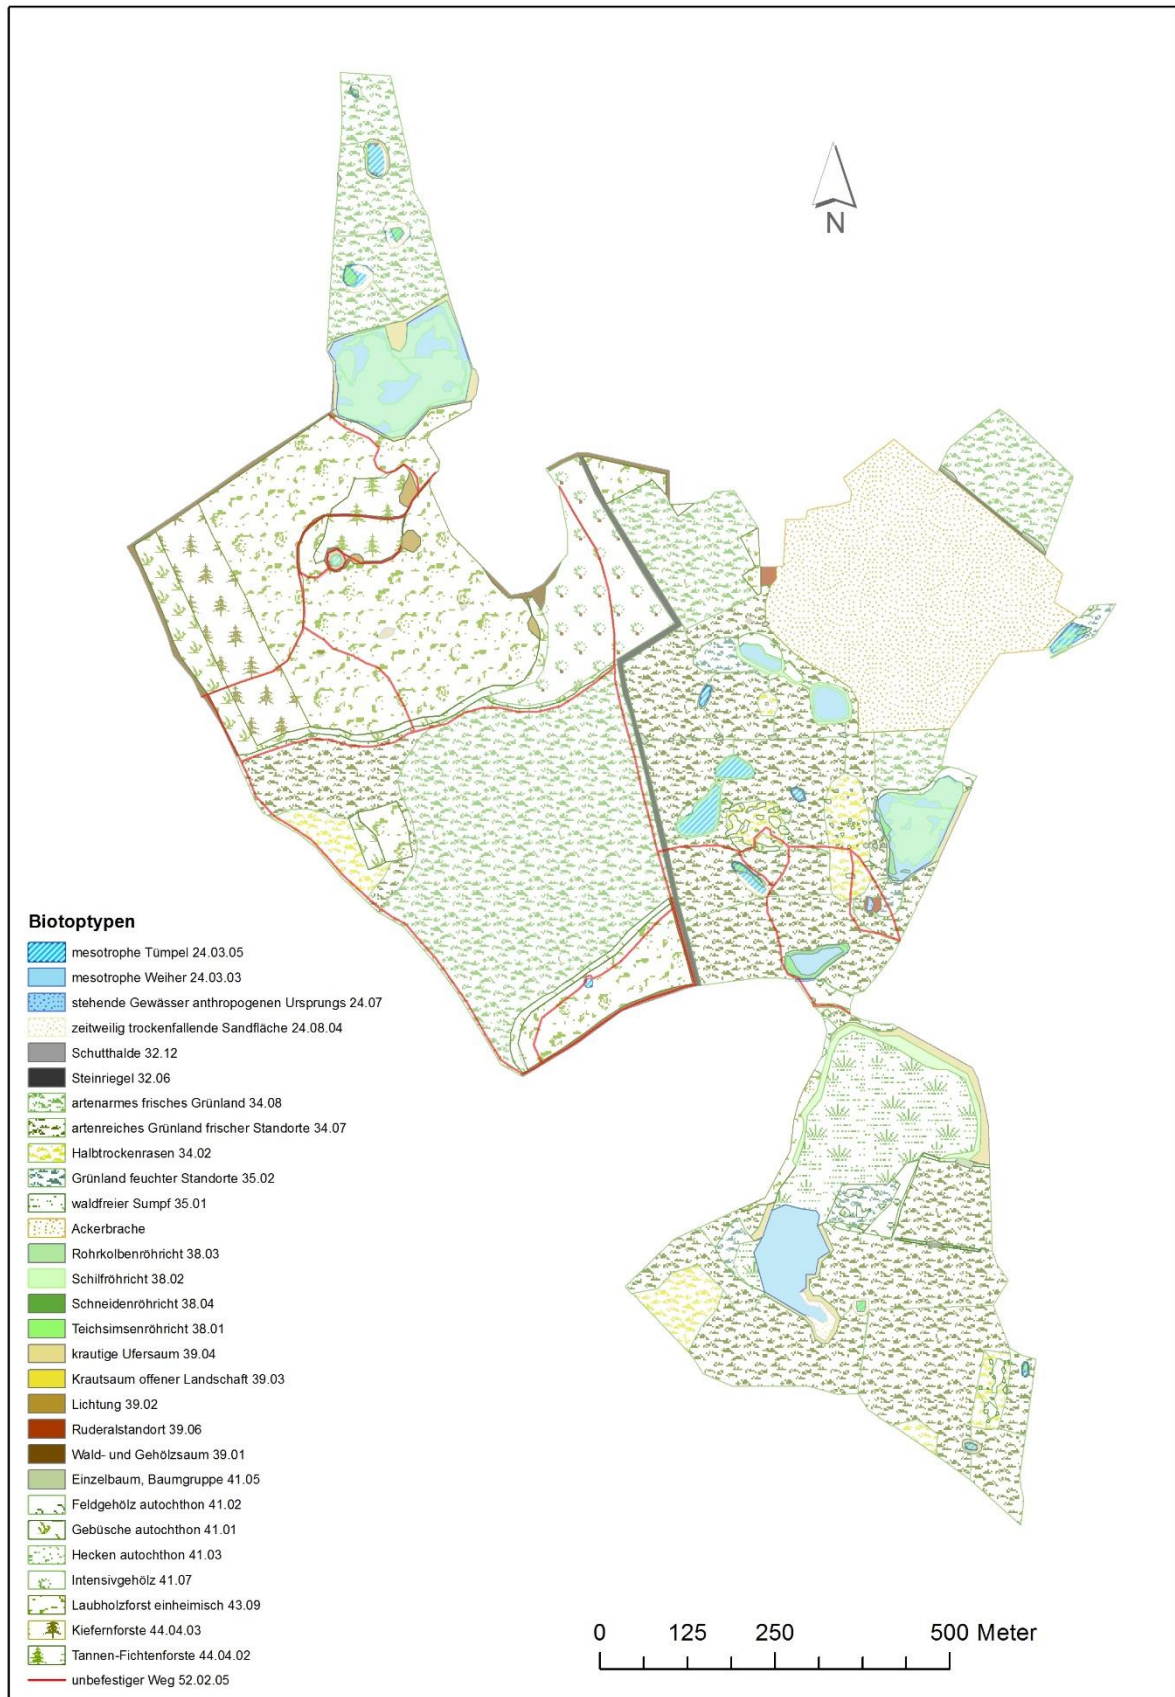 N
Biotoptypen
mesotrophe Tümpel 24.03.05
mesotrophe Weiher 24.03.03
stehende Gewässer anthropogenen Ursprungs 24.07
zeitweilig trockenfallende Sandfläche 24.08.04
Schutthalde 32.12
Steinriegel 32.06
artenarmes frisches Grünland 34.08
artenreiches Grünland frischer Standorte 34.07
Halbtrockenrasen 34.02
Grünland feuchter Standorte 35.02
waldfreier Sumpf 35.01
Ackerbrache
Rohrkolbenröhricht 38.03
Schilfröhricht 38.02
Schneidenröhricht 38.04
Teichsimsenröhricht 38.01
krautige Ufersaum 39.04
Krautsaum offener Landschaft 39.03
Lichtung 39.02
Ruderalstandort 39.06
Wald- und Gehölzsaum 39.01
Einzelbaum, Baumgruppe 41.05
Feldgehölz autochthon 41.02
Gebüsche autochthon 41.01
Hecken autochthon 41.03
Intensivgehölz 41.07
Laubholzforst einheimisch 43.09
Kiefernforste 44.04.03
Tannen-Fichtenforste 44.04.02
unbefestiger Weg 52.02.05
0 125 250 500 Meter